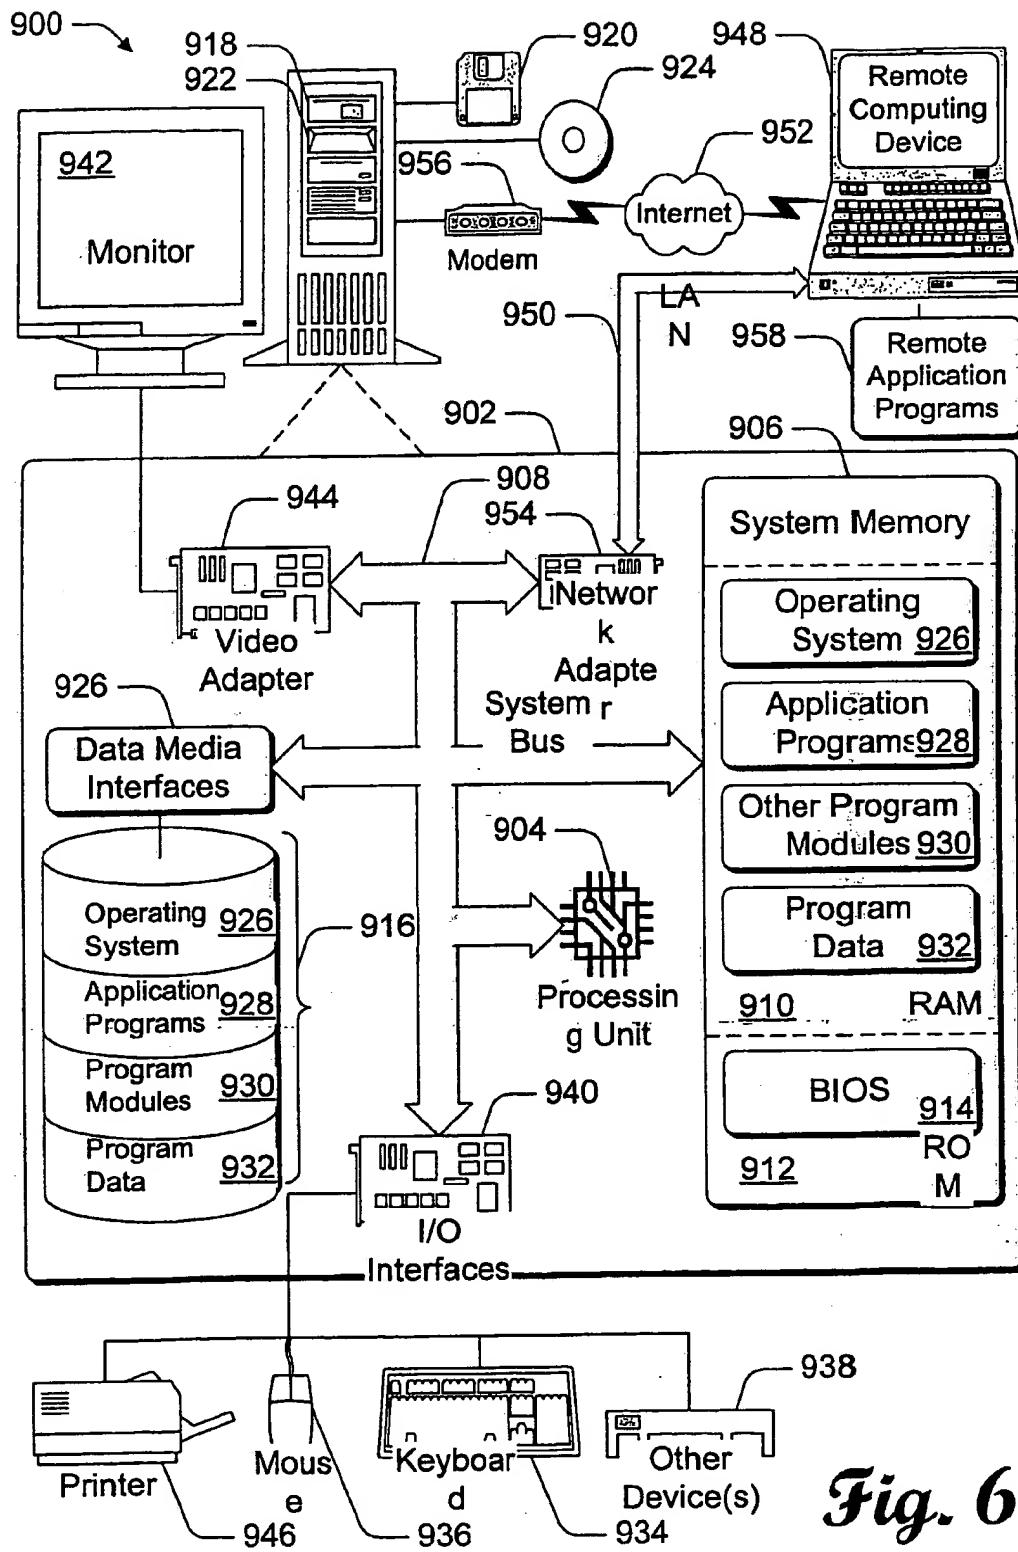 900
918
922
920
924
948
Remote
Computing
Device
942
Monitor
956
952
Internet
Modem
950
LA
N
958
Remote
Application
Programs
902
906
908
944
954
System Memory
Networ
k
Adapte
r
Video
Adapter
Operating
System 926
926
System
Bus
Application
Programs 928
Data Media
Interfaces
Other Program
Modules 930
904
Operating
System
926
916
Program
Data 932
Application
Programs
928
Processin
g Unit
910 RAM
Program
Modules
930
940
BIOS
914
Program
Data
932
912
RO
M
I/O
Interfaces
938
Printer
Mous
e
Keyboar
d
Other
Device(s)
946
936
934
Fig. 6